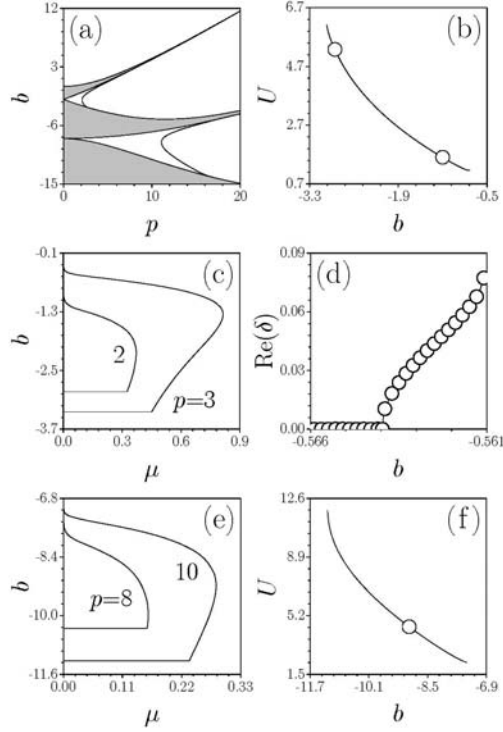 12
3
-6
-15
b
(a)
0
10
20
p
6.7
4.7
2.7
0.7
U
(b)
-3.3
-1.9
-0.5
b
-0.1
-1.3
-2.5
-3.7
b
(c)
2
p=3
0.0
0.3
0.6
0.9
μ
0.09
0.06
0.03
0.00
Re(δ)
(d)
-0.566
-0.561
b
-6.8
-8.4
-10.0
-11.6
b
(e)
p=8
10
0.00
0.11
0.22
0.33
μ
12.6
8.9
5.2
1.5
U
(f)
-11.7
-10.1
-8.5
-6.9
b